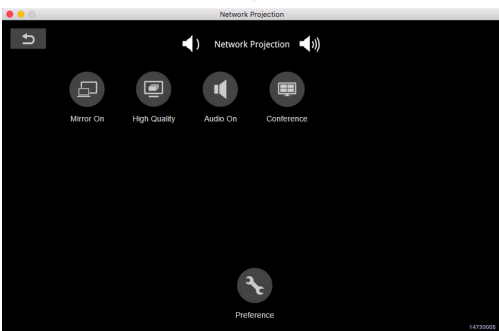 Network Projection
Network Projection
Mirror On
High Quality
Audio On
Conference
Preference
14720005